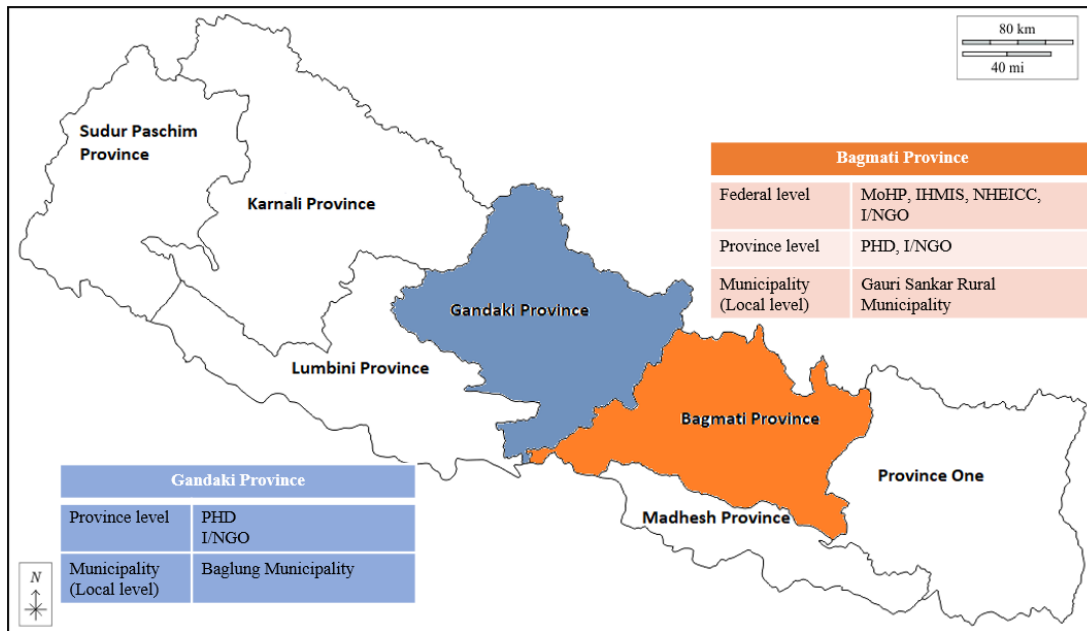 80 km
40 mi
Sudur Paschim
Province
Karnali Province
Gandaki Province
Lumbini Province
Bagmati Province
Province One
Madhesh Province
Bagmati Province
Federal level
MoHP, IHMIS, NHEICC,
I/NGO
Province level
PHD, I/NGO
Municipality
(Local level)
Gauri Sankar Rural
Municipality
Gandaki Province
Province level
PHD
I/NGO
Municipality
(Local level)
Baglung Municipality
N